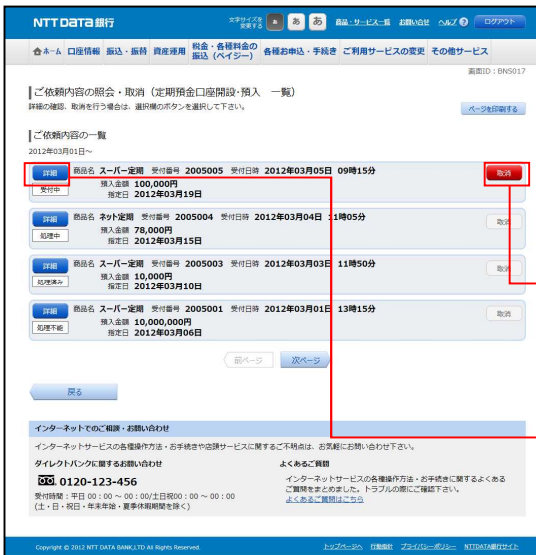 NTT DATA 銀行
文字サイズを変更する あ あ あ 商品・サービス一覧 お問い合せ ヘルプ ? ログアウト
ホーム 口座情報 振込・振替 資産運用 税金・各種料金の振込(ペイジー) 各種お申込・手続き ご利用サービスの変更 その他サービス
画面ID:BNS017
ご依頼内容の照会・取消(定期預金口座開設・預入 一覧)
詳細の確認、取消を行う場合は、選択欄のボタンを選択して下さい。
ページを印刷する
ご依頼内容の一覧
2012年03月01日~
詳細 商品名 スーパー定期 受付番号 2005005 受付日時 2012年03月05日 09時15分 取消
受付中 預入金額 100,000円
指定日 2012年03月19日
詳細 商品名 ネット定期 受付番号 2005004 受付日時 2012年03月04日 11時05分 取消
処理中 預入金額 78,000円
指定日 2012年03月15日
詳細 商品名 スーパー定期 受付番号 2005003 受付日時 2012年03月03日 11時50分 取消
処理済み 預入金額 10,000円
指定日 2012年03月10日
詳細 商品名 スーパー定期 受付番号 2005001 受付日時 2012年03月01日 13時15分 取消
処理不能 預入金額 10,000,000円
指定日 2012年03月06日
前ページ 次ページ
戻る
インターネットでのご相談・お問い合わせ
インターネットサービスの各種操作方法・お手続きや店頭サービスに関するご不明点は、お気軽にお問い合わせ下さい。
ダイレクトバンクに関するお問い合わせ
0120-123-456
受付時間:平日 00:00 ~ 00:00/土日祝00:00 ~ 00:00
(土・日・祝日・年末年始・夏季休暇期間を除く)
よくあるご質問
インターネットサービスの各種操作方法・お手続きに関するよくある
ご質問をまとめました。トラブルの際にご確認下さい。
よくあるご質問はこちら
Copyright © 2012 NTT DATA BANK,LTD All Rights Reserved.
トップページへ 行動指針 プライバシーポリシー NTTDATA銀行サイト